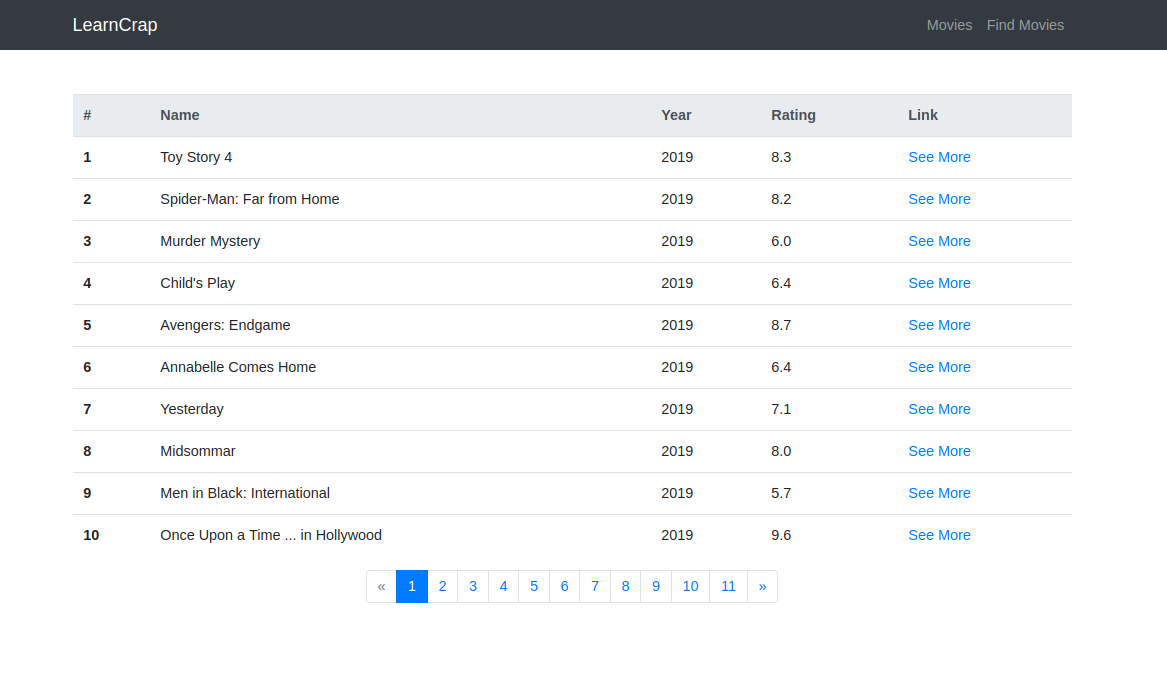 LearnCrap Movies Find Movies
# Name Year Rating Link
1 Toy Story 4 2019 8.3 See More
2 Spider-Man: Far from Home 2019 8.2 See More
3 Murder Mystery 2019 6.0 See More
4 Child's Play 2019 6.4 See More
5 Avengers: Endgame 2019 8.7 See More
6 Annabelle Comes Home 2019 6.4 See More
7 Yesterday 2019 7.1 See More
8 Midsommar 2019 8.0 See More
9 Men in Black: International 2019 5.7 See More
10 Once Upon a Time ... in Hollywood 2019 9.6 See More
« 1 2 3 4 5 6 7 8 9 10 11 »